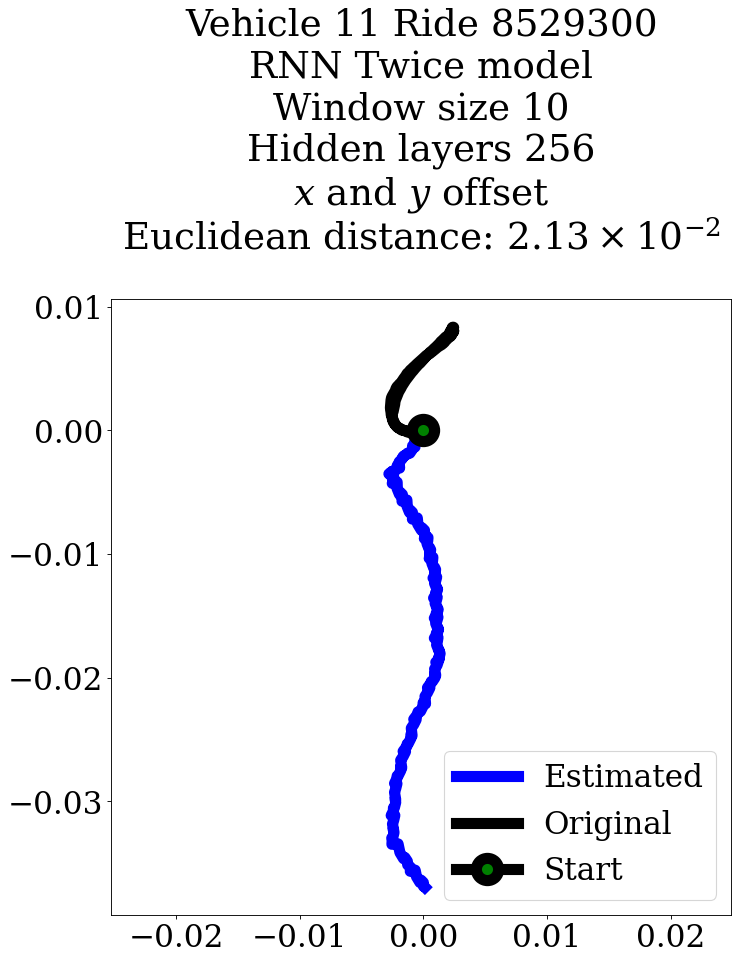 Vehicle 11 Ride 8529300
RNN Twice model
Window size 10
Hidden layers 256
x and y offset
Euclidean distance: 2.13 × 10⁻²
0.01
0.00
−0.01
−0.02
−0.03
Estimated
Original
Start
−0.02 −0.01 0.00 0.01 0.02